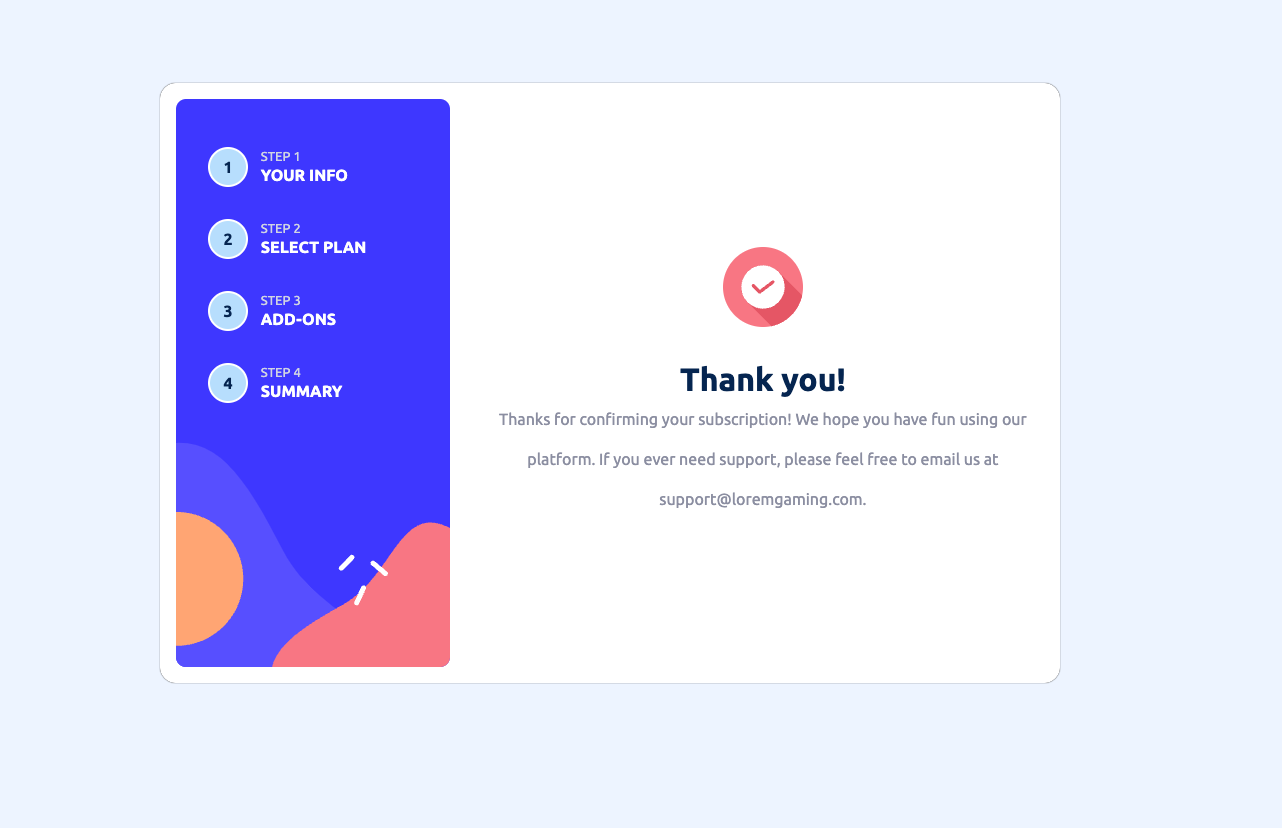 1
STEP 1
YOUR INFO
2
STEP 2
SELECT PLAN
3
STEP 3
ADD-ONS
4
STEP 4
SUMMARY
Thank you!
Thanks for confirming your subscription! We hope you have fun using our
platform. If you ever need support, please feel free to email us at
support@loremgaming.com.